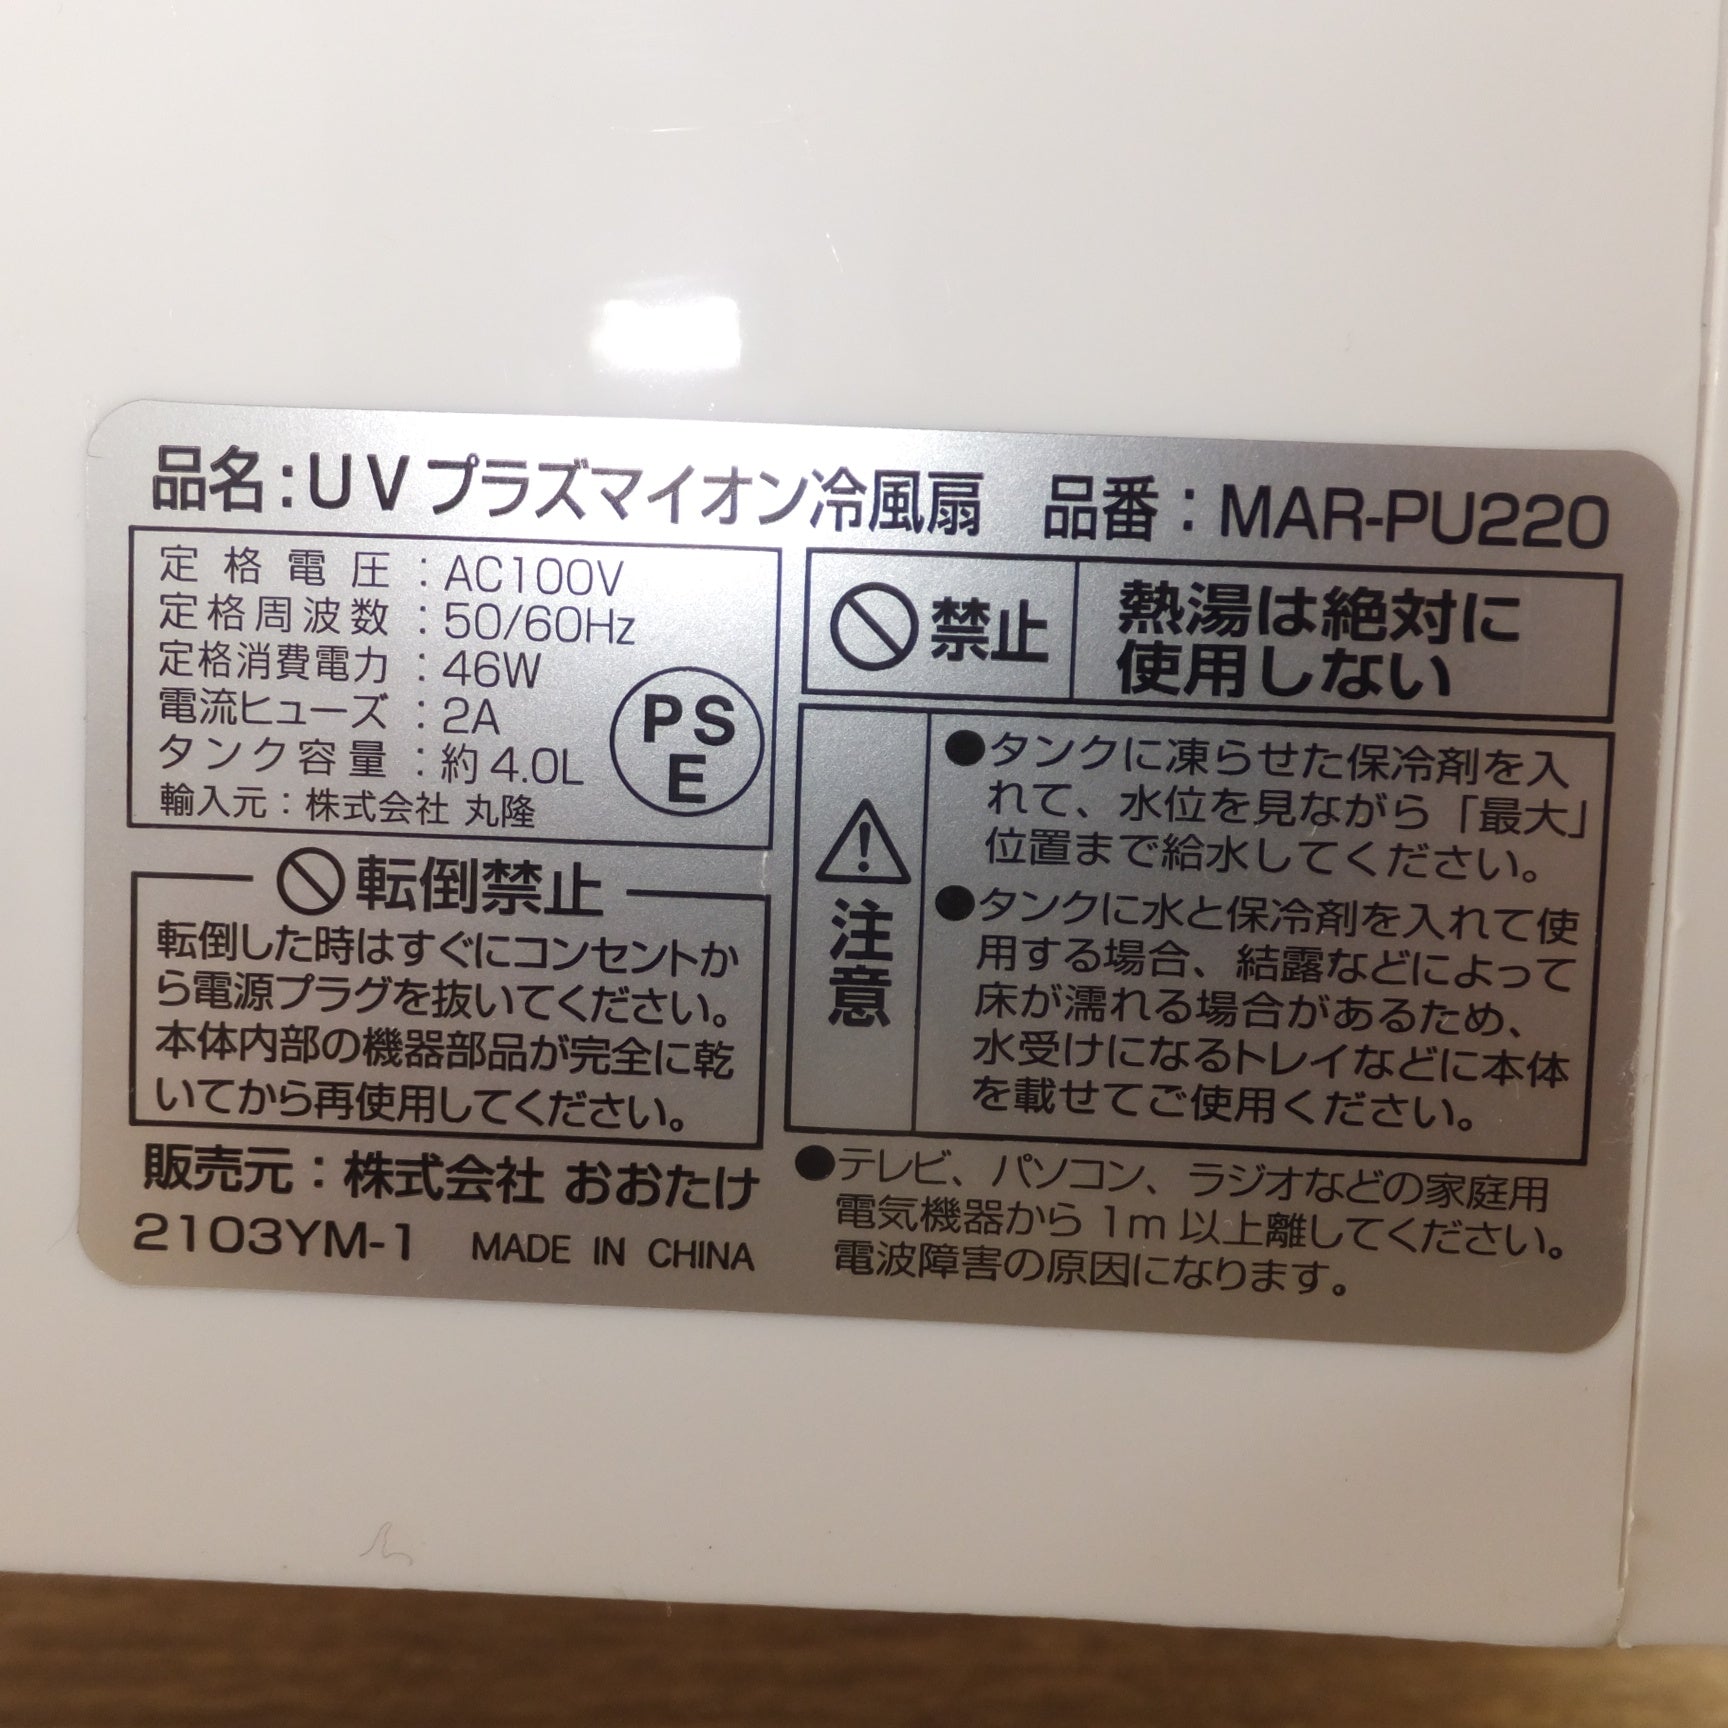 品名：UVプラズマイオン冷風扇　品番：MAR-PU220
定格電圧：AC100V
定格周波数：50/60Hz
定格消費電力：46W
電流ヒューズ：2A
タンク容量：約4.0L
輸入元：株式会社 丸隆
PS
E
転倒禁止
転倒した時はすぐにコンセントか
ら電源プラグを抜いてください。
本体内部の機器部品が完全に乾
いてから再使用してください。
販売元：株式会社 おおたけ
2103YM-1　MADE IN CHINA
禁止
熱湯は絶対に
使用しない
注意
●タンクに凍らせた保冷剤を入
れて、水位を見ながら「最大」
位置まで給水してください。
●タンクに水と保冷剤を入れて使
用する場合、結露などによって
床が濡れる場合があるため、
水受けになるトレイなどに本体
を載せてご使用ください。
●テレビ、パソコン、ラジオなどの家庭用
電気機器から1m以上離してください。
電波障害の原因になります。